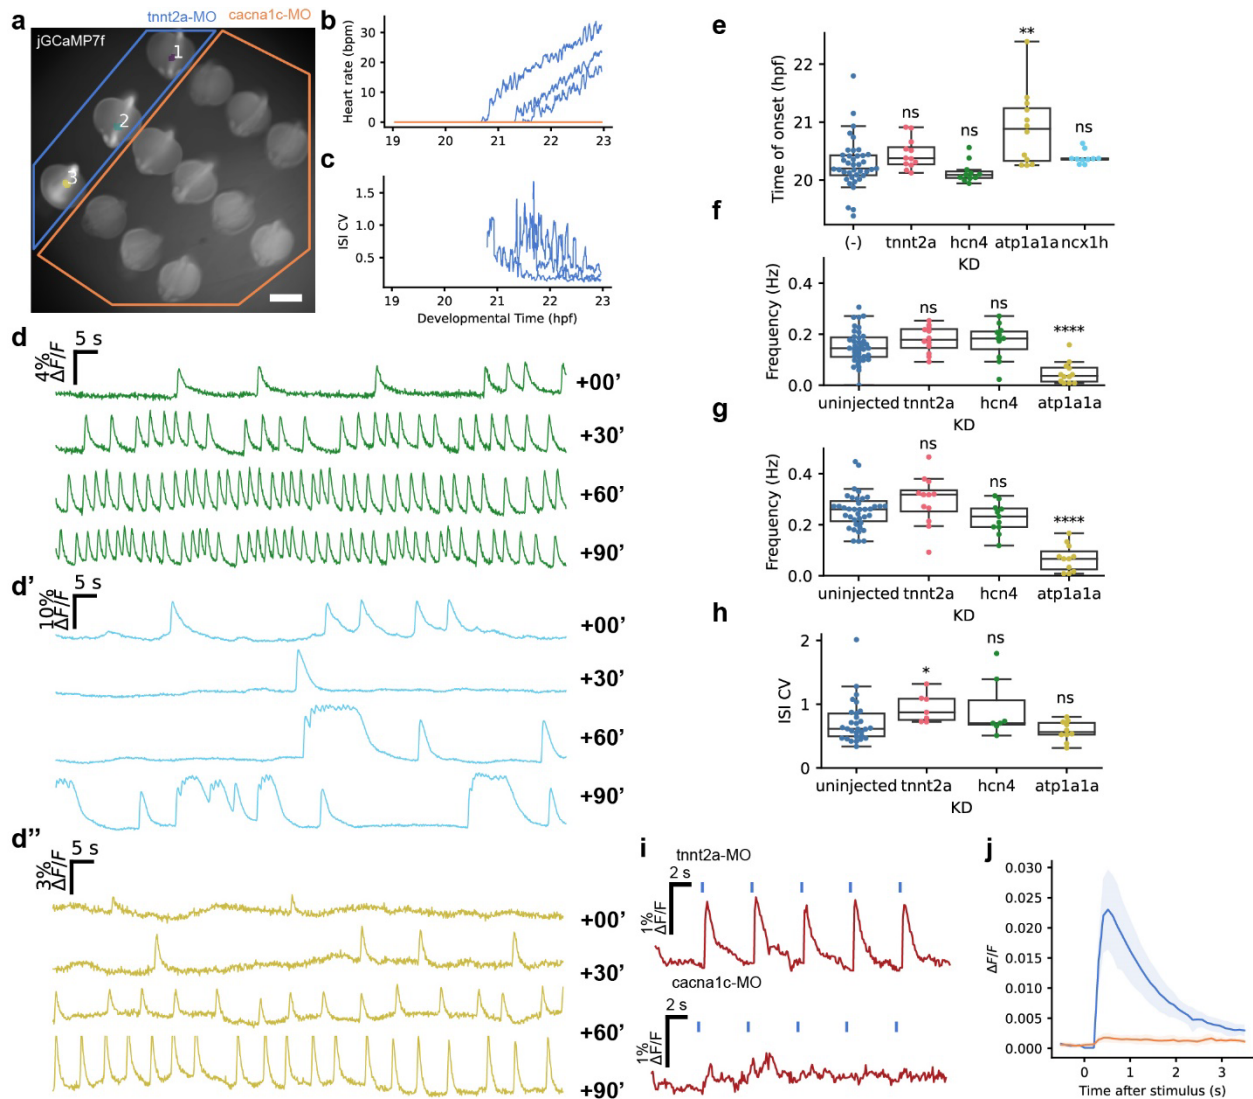 a
tnnt2a-MO
cacna1c-MO
jGCaMP7f
1
2
3
b
Heart rate (bpm)
30
20
10
0
19 20 21 22 23
c
ISI CV
1.5
1.0
0.5
19 20 21 22 23
Developmental Time (hpf)
d
4%
ΔF/F
5 s
+00’
+30’
+60’
+90’
d’
10%
ΔF/F
5 s
+00’
+30’
+60’
+90’
d”
3%
ΔF/F
5 s
+00’
+30’
+60’
+90’
e
Time of onset (hpf)
22
21
20
ns
ns
**
ns
(-) tnnt2a hcn4 atp1a1a ncx1h
KD
f
Frequency (Hz)
0.4
0.2
0.0
ns
ns
****
uninjected tnnt2a hcn4 atp1a1a
KD
g
Frequency (Hz)
0.4
0.2
0.0
ns
ns
****
uninjected tnnt2a hcn4 atp1a1a
KD
h
ISI CV
2
1
0
*
ns
ns
uninjected tnnt2a hcn4 atp1a1a
KD
i
tnnt2a-MO
2 s
1%
ΔF/F
cacna1c-MO
2 s
1%
ΔF/F
j
ΔF/F
0.030
0.025
0.020
0.015
0.010
0.005
0.000
0 1 2 3
Time after stimulus (s)